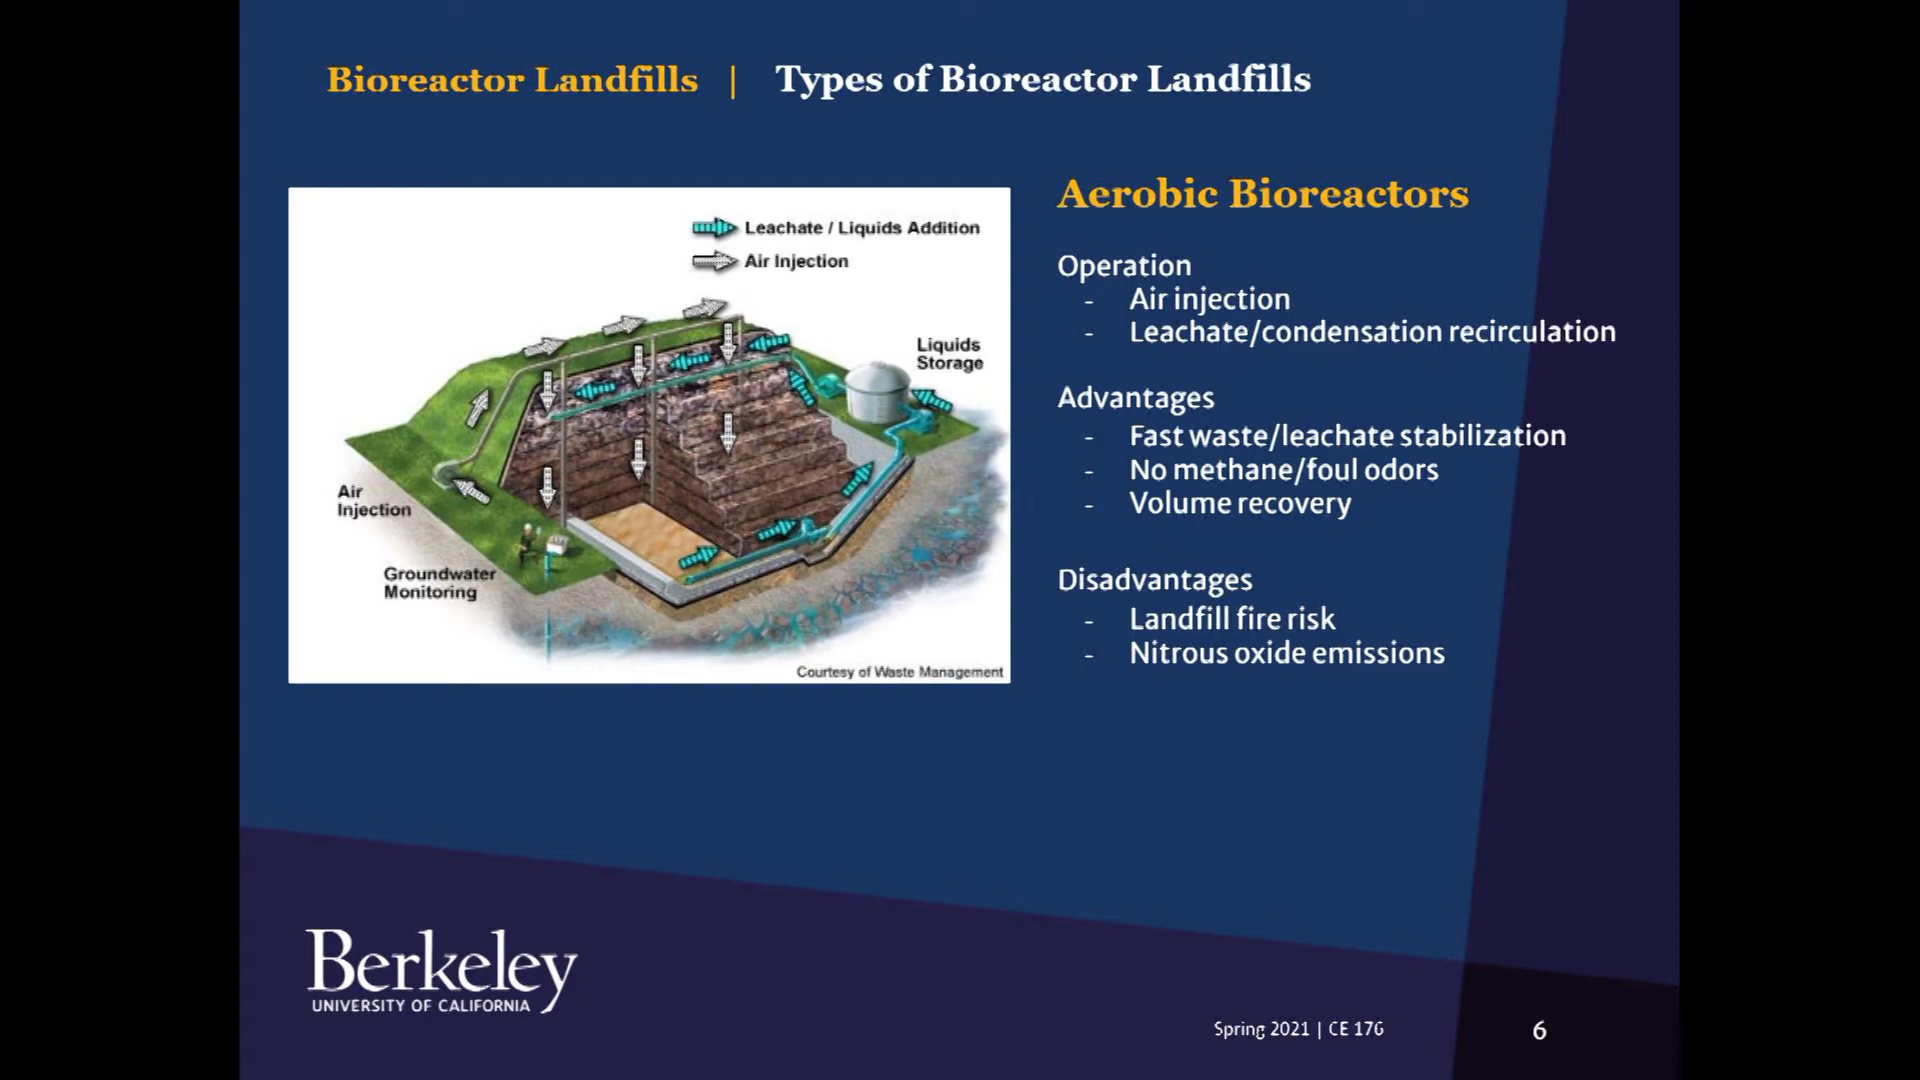 Bioreactor Landfills | Types of Bioreactor Landfills
Leachate / Liquids Addition
Air Injection
Liquids
Storage
Air
Injection
Groundwater
Monitoring
Courtesy of Waste Management
Aerobic Bioreactors
Operation
- Air injection
- Leachate/condensation recirculation
Advantages
- Fast waste/leachate stabilization
- No methane/foul odors
- Volume recovery
Disadvantages
- Landfill fire risk
- Nitrous oxide emissions
Berkeley
UNIVERSITY OF CALIFORNIA
Spring 2021 | CE 176
6